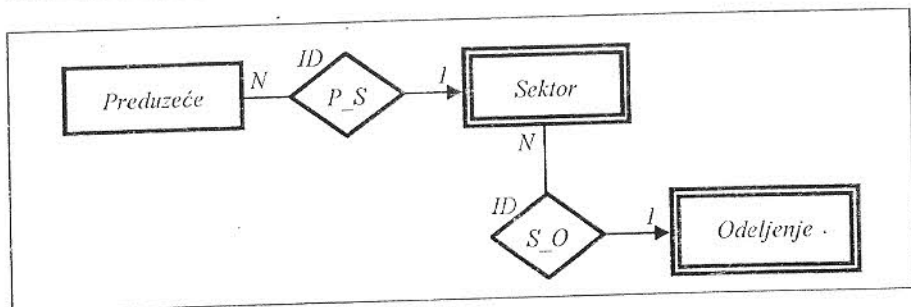 ID
Preduzeće N P_S 1 Sektor
N
ID
S_O 1 Odeljenje